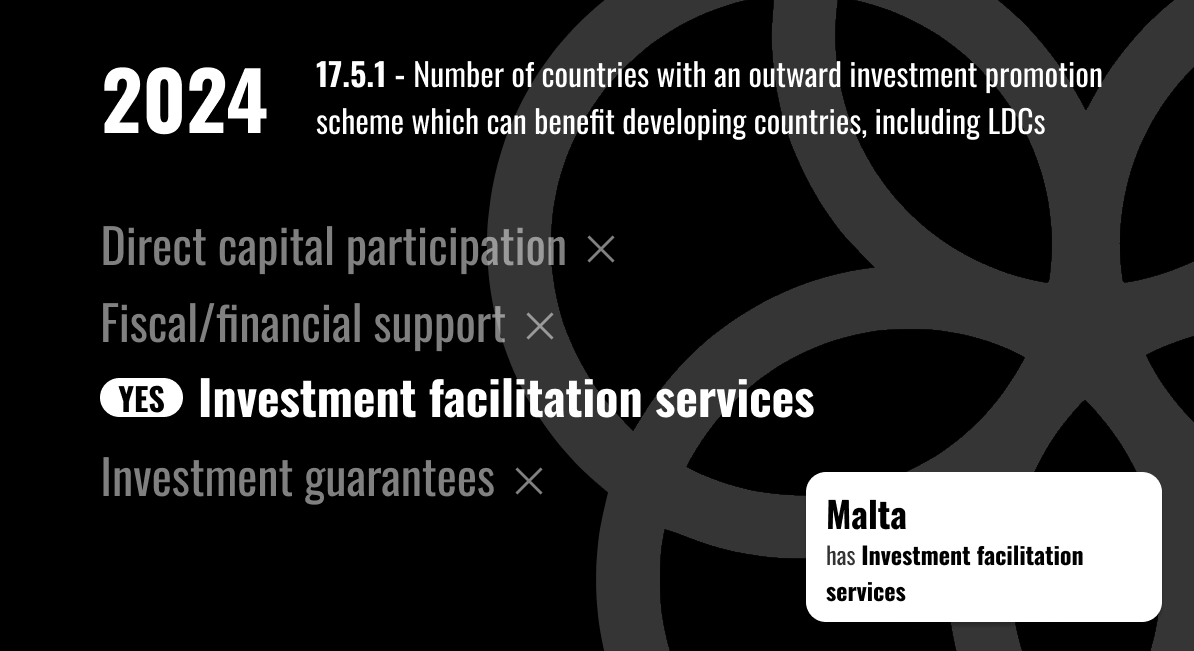 2024
17.5.1 - Number of countries with an outward investment promotion
scheme which can benefit developing countries, including LDCs
Direct capital participation
Fiscal/financial support
YES Investment facilitation services
Investment guarantees
Malta
has Investment facilitation
services